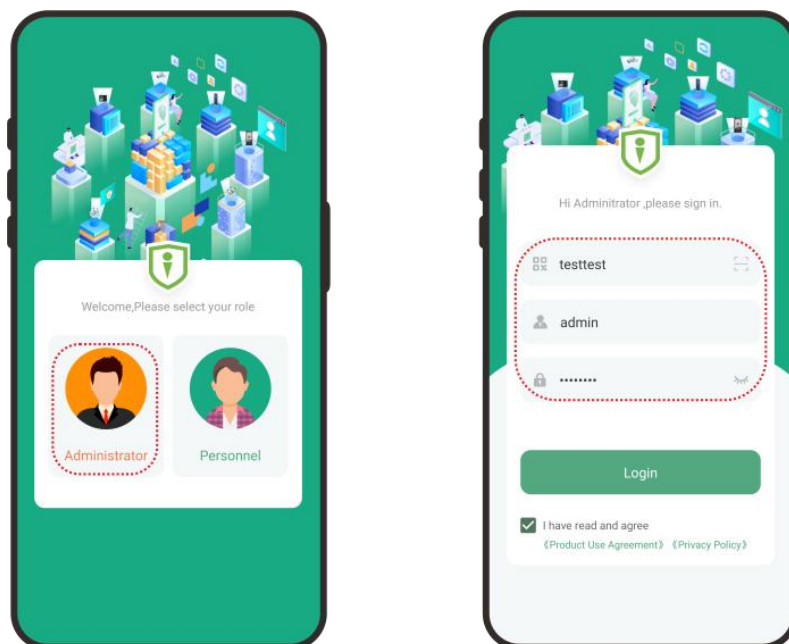 Welcome,Please select your role
Administrator
Personnel
Hi Adminitrator ,please sign in.
testtest
admin
••••••••
Login
I have read and agree
《Product Use Agreement》 《Privacy Policy》